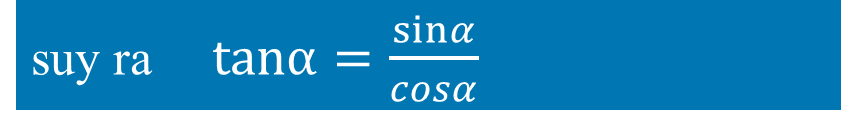 suy ra tanα = sinα/cosα